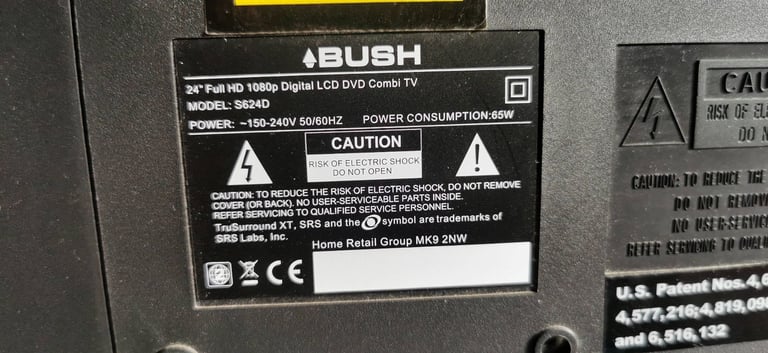 BUSH
24" Full HD 1080p Digital LCD DVD Combi TV
MODEL: S624D
POWER: ~150-240V 50/60HZ POWER CONSUMPTION:65W
CAUTION
RISK OF ELECTRIC SHOCK
DO NOT OPEN
CAUTION: TO REDUCE THE RISK OF ELECTRIC SHOCK, DO NOT REMOVE
COVER (OR BACK). NO USER-SERVICEABLE PARTS INSIDE.
REFER SERVICING TO QUALIFIED SERVICE PERSONNEL.
TruSurround XT, SRS and the symbol are trademarks of
SRS Labs, Inc.
Home Retail Group MK9 2NW
CE
CAU
RISK OF EL
DO N
CAUTION: TO REDUCE THE
DO NOT REMOV
NO USER-SERVIC
REFER SERVICING TO QUALI
U.S. Patent Nos. 4,6
4,577,216;4,819,098
and 6,516,132